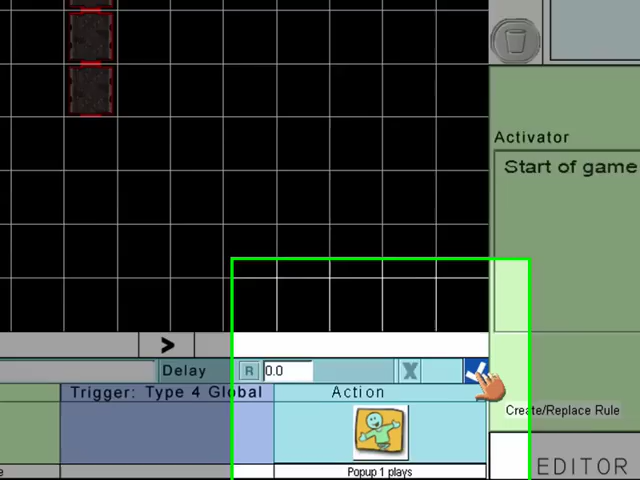 Activator
Start of game
>
Delay
R
0.0
X
Trigger: Type 4 Global
Action
Create/Replace Rule
Popup 1 plays
EDITOR